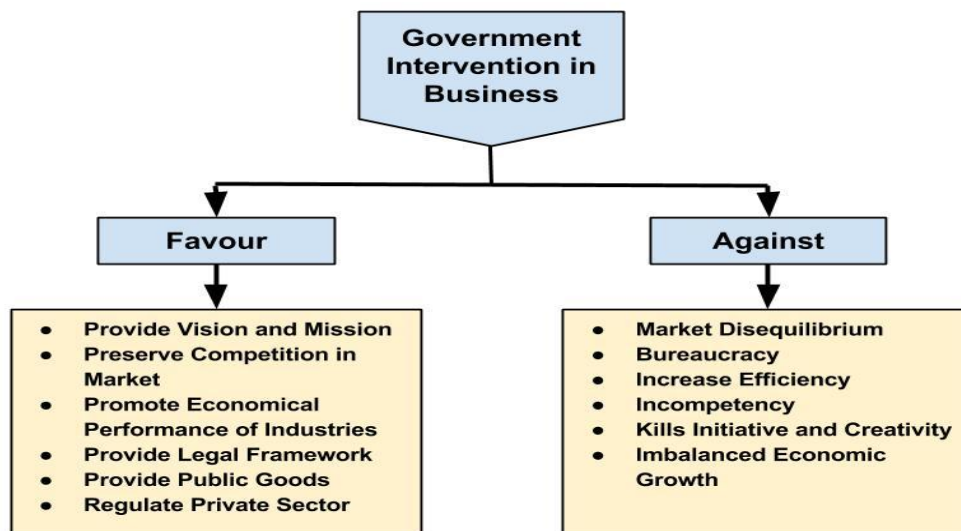 Government
Intervention in
Business
Favour
Against
● Provide Vision and Mission
● Preserve Competition in
Market
● Promote Economical
Performance of Industries
● Provide Legal Framework
● Provide Public Goods
● Regulate Private Sector
● Market Disequilibrium
● Bureaucracy
● Increase Efficiency
● Incompetency
● Kills Initiative and Creativity
● Imbalanced Economic
Growth